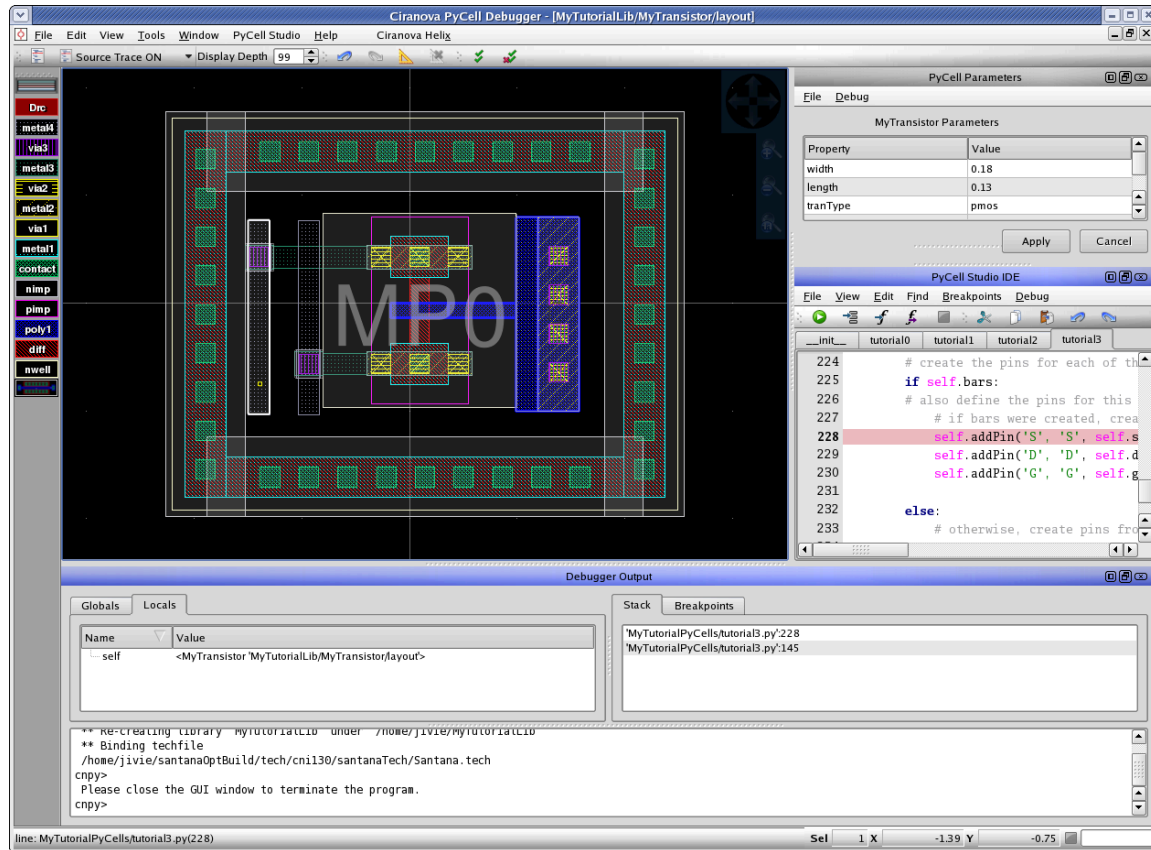 Ciranova PyCell Debugger - [MyTutorialLib/MyTransistor/layout]
File Edit View Tools Window PyCell Studio Help Ciranova Helix
Source Trace ON Display Depth 99
Drc
metal4
via3
metal3
via2
metal2
via1
metal1
contact
nimp
pimp
poly1
diff
nwell
MP0
PyCell Parameters
File Debug
MyTransistor Parameters
Property Value
width 0.18
length 0.13
tranType pmos
Apply Cancel
PyCell Studio IDE
File View Edit Find Breakpoints Debug
__init__ tutorial0 tutorial1 tutorial2 tutorial3
224 # create the pins for each of th
225 if self.bars:
226 # also define the pins for this
227 # if bars were created, crea
228 self.addPin('S', 'S', self.s
229 self.addPin('D', 'D', self.d
230 self.addPin('G', 'G', self.g
231
232 else:
233 # otherwise, create pins fro
Debugger Output
Globals Locals
Name Value
self <MyTransistor 'MyTutorialLib/MyTransistor/layout'>
Stack Breakpoints
'MyTutorialPyCells/tutorial3.py':228
'MyTutorialPyCells/tutorial3.py':145
** Re-creating library 'MyTutorialLib' under '/home/jivie/MyTutorialLib'
** Binding techfile
/home/jivie/santanaOptBuild/tech/cni130/santanaTech/Santana.tech
cnpy>
Please close the GUI window to terminate the program.
cnpy>
line: MyTutorialPyCells/tutorial3.py(228) Sel 1 X -1.39 Y -0.75